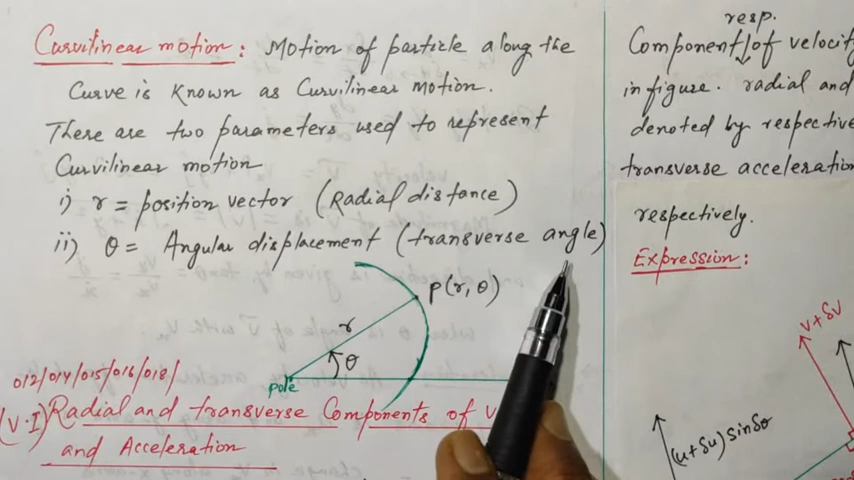 Curvilinear motion: Motion of particle along the
Curve is known as Curvilinear motion.
There are two parameters used to represent
Curvilinear motion
i) r = position vector (Radial distance)
ii) θ = Angular displacement (transverse angle)
P(r, θ)
r
θ
pole
012/014/015/016/018/
(V.I) Radial and transverse Components of V
and Acceleration
resp.
Component of velocity
in figure. radial and
denoted by respective
transverse acceleration
respectively.
Expression:
V+δV
(u+δu) sinδθ